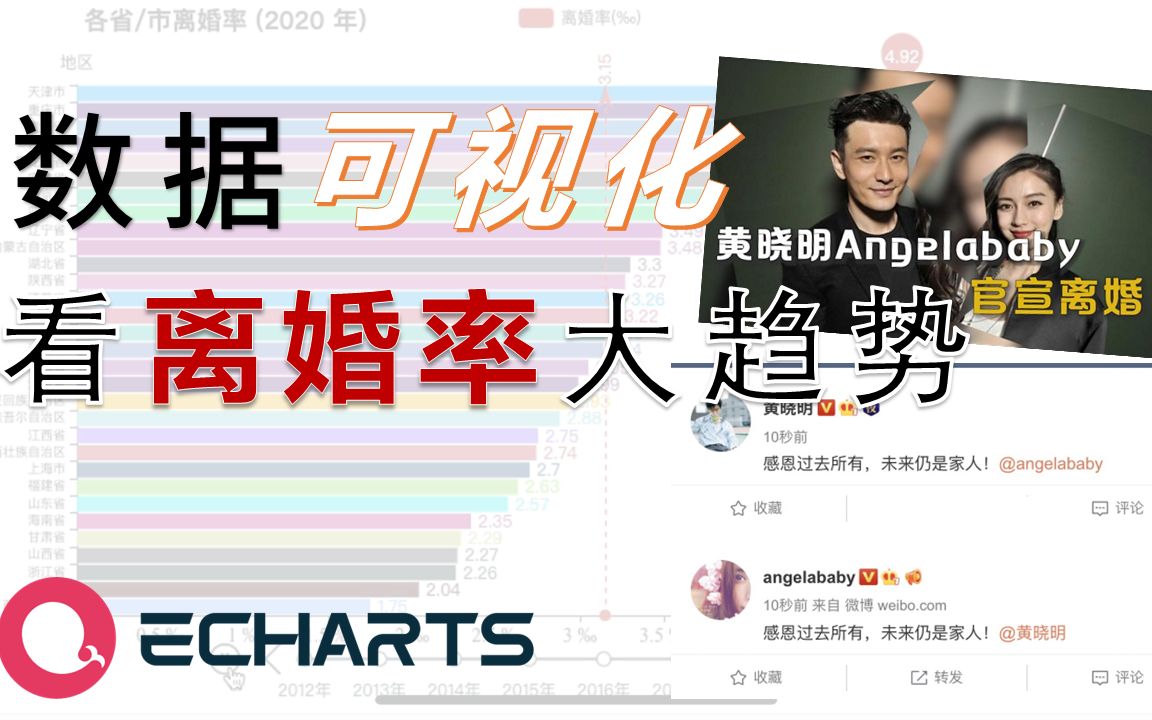 各省/市离婚率 (2020 年)
离婚率(‰)
地区
3.15
4.92
天津市
数据可视化
辽宁省
3.49
内蒙古自治区
3.48
湖北省
3.3
陕西省
3.27
3.26
3.22
黄晓明Angelababy
官宣离婚
看离婚率大趋势
2.88
江西省
2.75
壮族自治区
2.74
上海市
2.7
福建省
2.63
山东省
2.57
海南省
2.35
甘肃省
2.29
山西省
2.27
浙江省
2.26
2.04
1.75
3 ‰
3.5
ECHARTS
2012年
2013年
2014年
2015年
2016年
黄晓明
10秒前
感恩过去所有，未来仍是家人！@angelababy
收藏
评论
angelababy
10秒前 来自 微博 weibo.com
感恩过去所有，未来仍是家人！@黄晓明
收藏
转发
评论